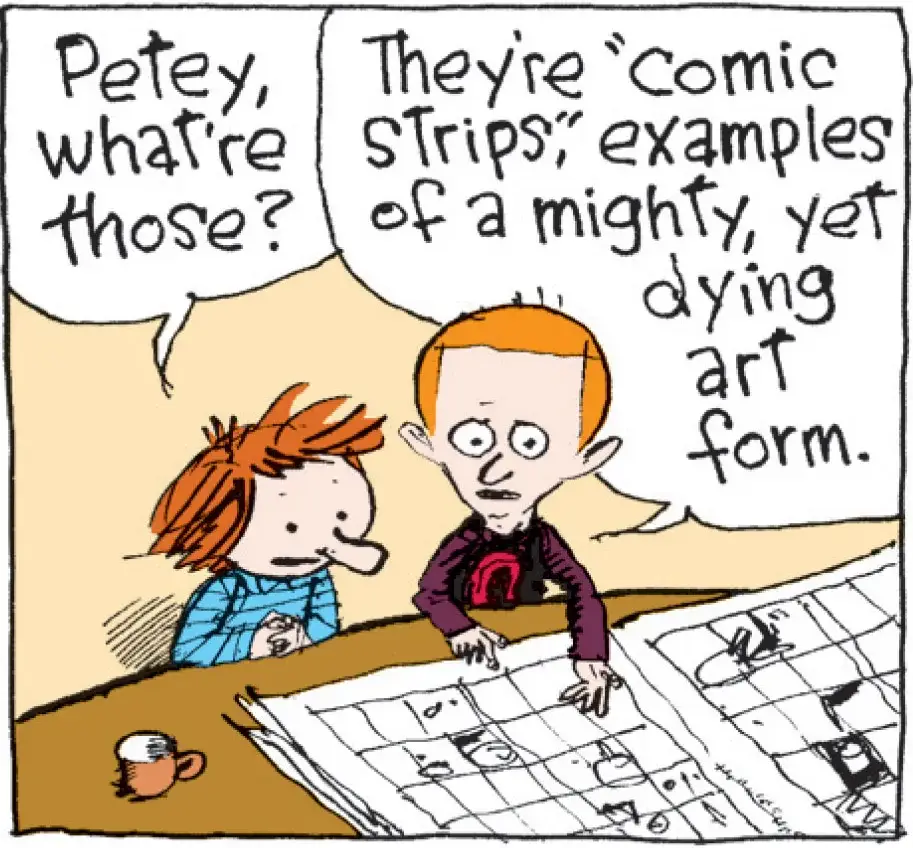 Petey,
what're
those?
They're "comic
strips," examples
of a mighty, yet
dying
art
form.